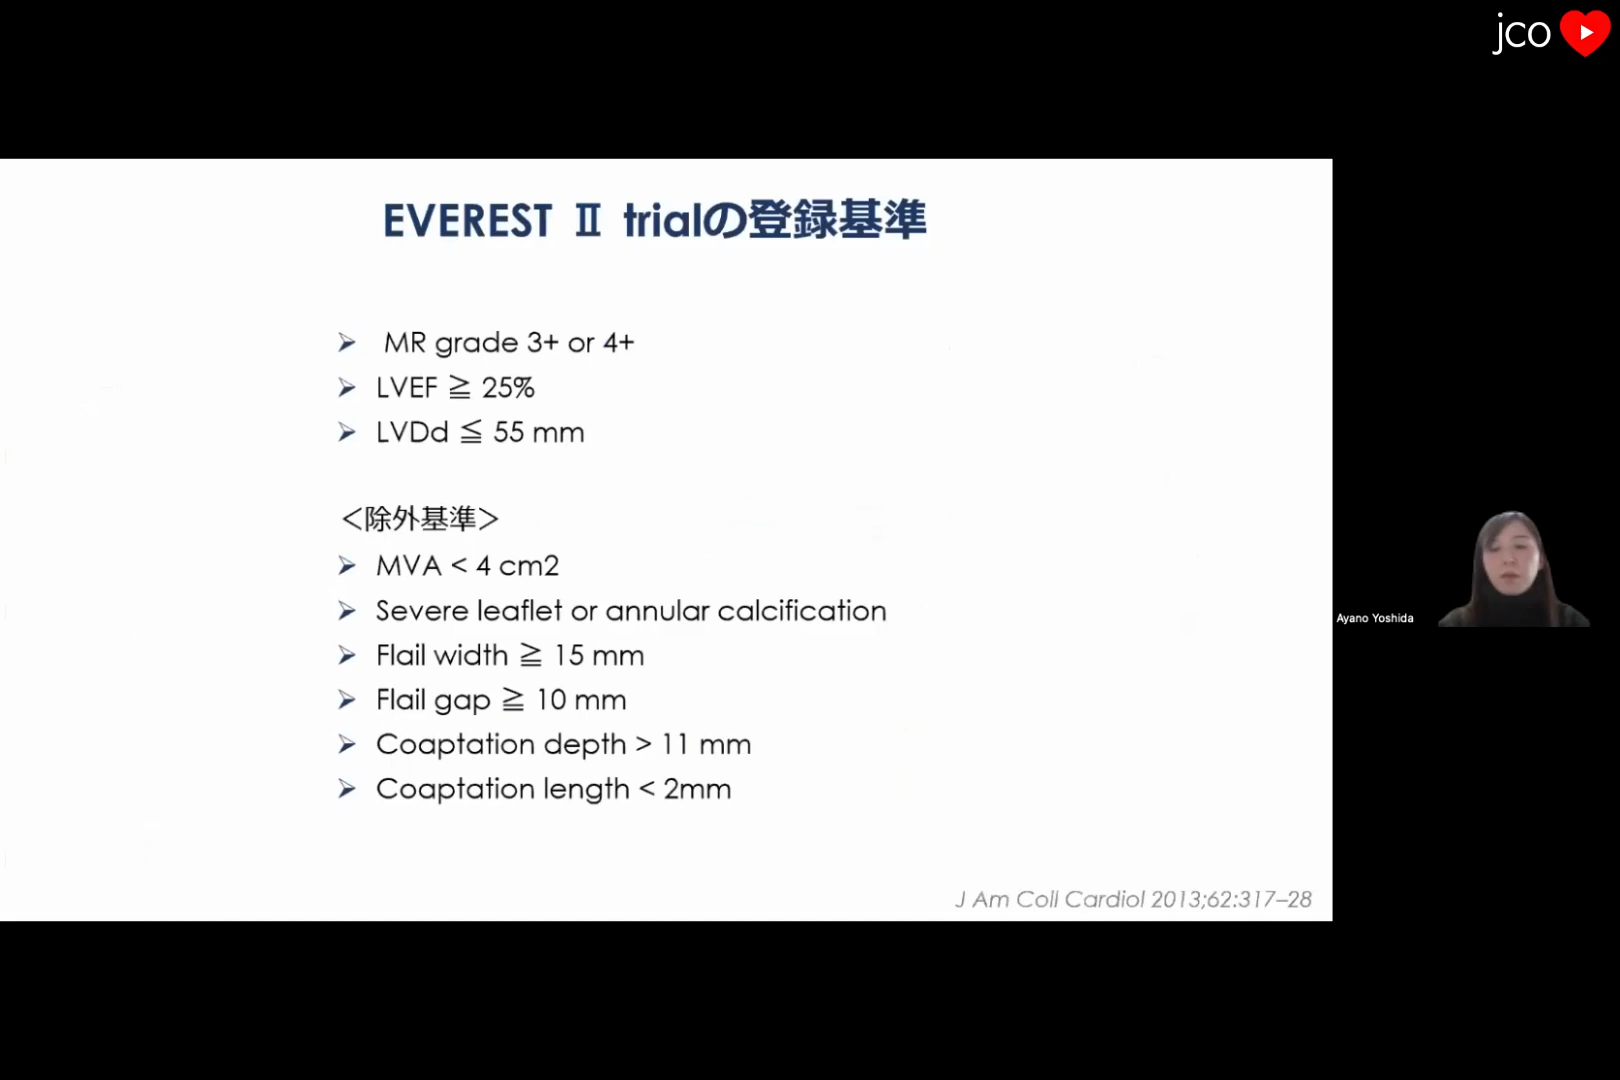 jco
EVEREST Ⅱ trialの登録基準
➢ MR grade 3+ or 4+
➢ LVEF ≧ 25%
➢ LVDd ≦ 55 mm
＜除外基準＞
➢ MVA < 4 cm2
➢ Severe leaflet or annular calcification
➢ Flail width ≧ 15 mm
➢ Flail gap ≧ 10 mm
➢ Coaptation depth > 11 mm
➢ Coaptation length < 2mm
Ayano Yoshida
J Am Coll Cardiol 2013;62:317–28